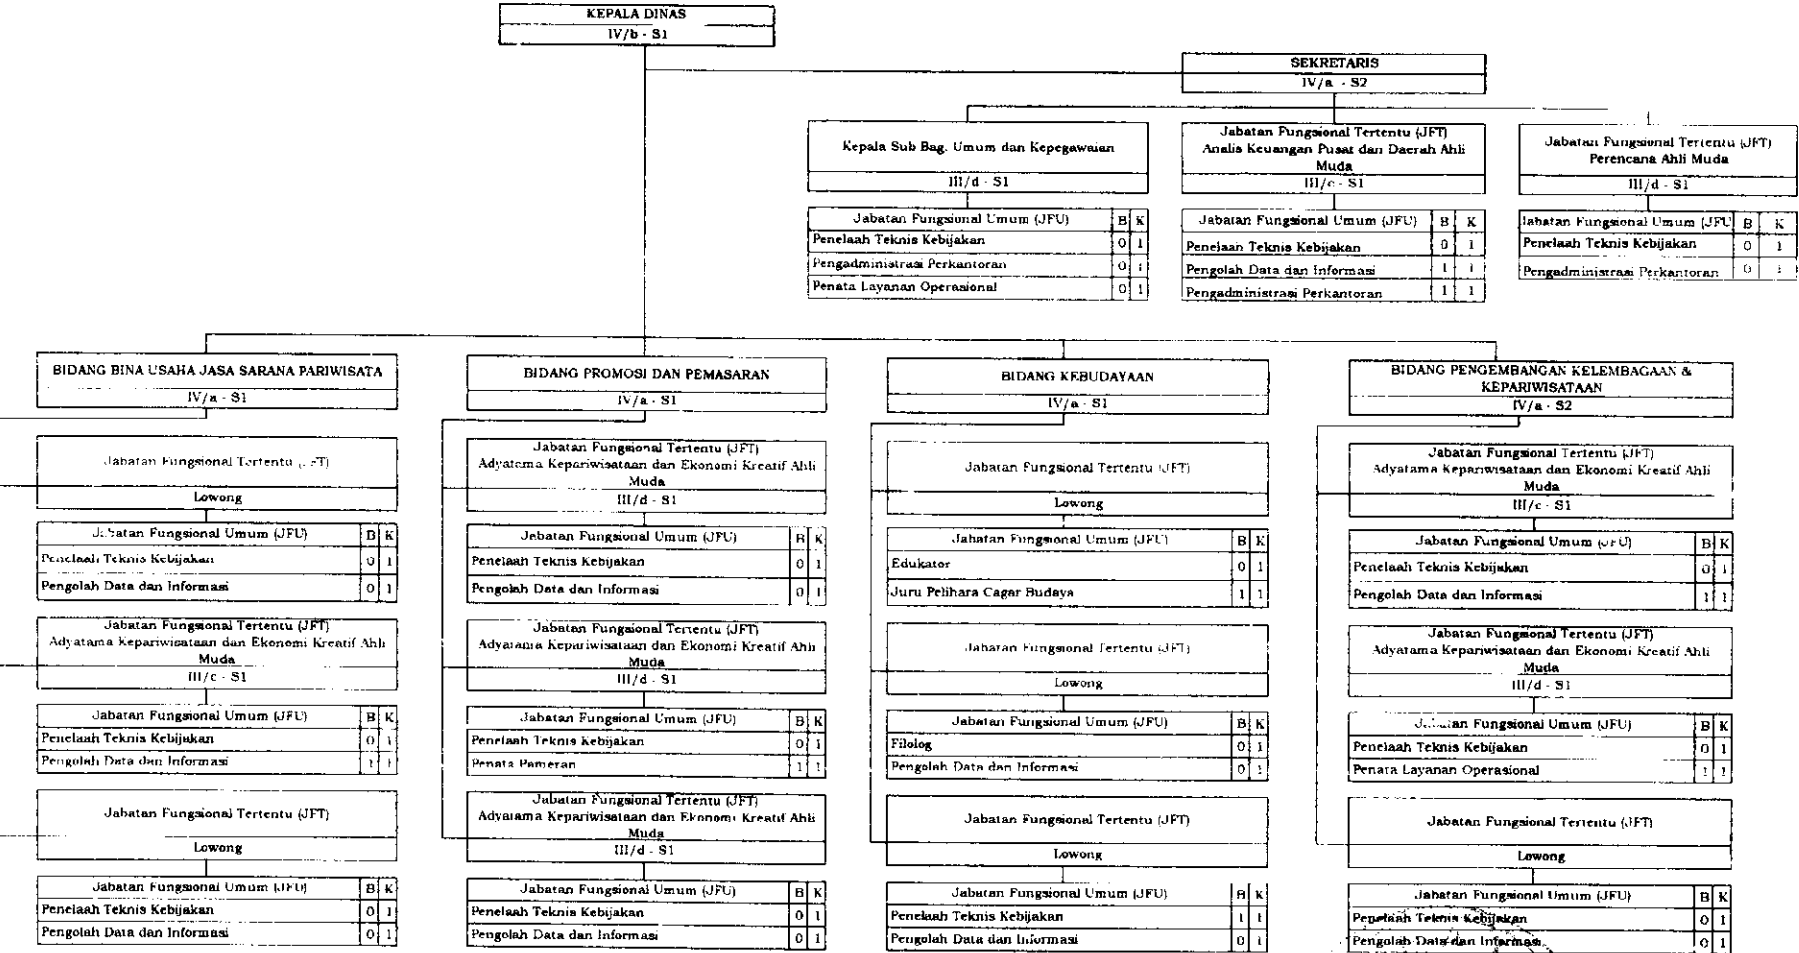 KEPALA DINAS
IV/b - S1
SEKRETARIS
IV/a - S2
Kepala Sub Bag. Umum dan Kepegawaian
III/d - S1
Jabatan Fungsional Umum (JFU) B K
Penelaah Teknis Kebijakan 0 1
Pengadministrasi Perkantoran 0 1
Penata Layanan Operasional 0 1
Jabatan Fungsional Tertentu (JFT)
Analis Keuangan Pusat dan Daerah Ahli
Muda
III/c - S1
Jabatan Fungsional Umum (JFU) B K
Penelaah Teknis Kebijakan 0 1
Pengolah Data dan Informasi 1 1
Pengadministrasi Perkantoran 1 1
Jabatan Fungsional Tertentu (JFT)
Perencana Ahli Muda
III/d - S1
Jabatan Fungsional Umum (JFU B K
Penelaah Teknis Kebijakan 0 1
Pengadministrasi Perkantoran 0 1
BIDANG BINA USAHA JASA SARANA PARIWISATA
IV/a - S1
Jabatan Fungsional Tertentu (JFT)
Lowong
Jabatan Fungsional Umum (JFU) B K
Penelaah Teknis Kebijakan 0 1
Pengolah Data dan Informasi 0 1
Jabatan Fungsional Tertentu (JFT)
Adyatama Kepariwisataan dan Ekonomi Kreatif Ahli
Muda
III/c - S1
Jabatan Fungsional Umum (JFU) B K
Penelaah Teknis Kebijakan 0 1
Pengolah Data dan Informasi 1 1
Jabatan Fungsional Tertentu (JFT)
Lowong
Jabatan Fungsional Umum (JFU) B K
Penelaah Teknis Kebijakan 0 1
Pengolah Data dan Informasi 0 1
BIDANG PROMOSI DAN PEMASARAN
IV/a - S1
Jabatan Fungsional Tertentu (JFT)
Adyatama Kepariwisataan dan Ekonomi Kreatif Ahli
Muda
III/d - S1
Jabatan Fungsional Umum (JFU) B K
Penelaah Teknis Kebijakan 0 1
Pengolah Data dan Informasi 0 1
Jabatan Fungsional Tertentu (JFT)
Adyatama Kepariwisataan dan Ekonomi Kreatif Ahli
Muda
III/d - S1
Jabatan Fungsional Umum (JFU) B K
Penelaah Teknis Kebijakan 0 1
Penata Pameran 1 1
Jabatan Fungsional Tertentu (JFT)
Adyatama Kepariwisataan dan Ekonomi Kreatif Ahli
Muda
III/d - S1
Jabatan Fungsional Umum (JFU) B K
Penelaah Teknis Kebijakan 0 1
Pengolah Data dan Informasi 0 1
BIDANG KEBUDAYAAN
IV/a - S1
Jabatan Fungsional Tertentu (JFT)
Lowong
Jabatan Fungsional Umum (JFU) B K
Edukator 0 1
Juru Pelihara Cagar Budaya 1 1
Jabatan Fungsional Tertentu (JFT)
Lowong
Jabatan Fungsional Umum (JFU) B K
Filolog 0 1
Pengolah Data dan Informasi 0 1
Jabatan Fungsional Tertentu (JFT)
Lowong
Jabatan Fungsional Umum (JFU) B K
Penelaah Teknis Kebijakan 1 1
Pengolah Data dan Informasi 0 1
BIDANG PENGEMBANGAN KELEMBAGAAN &
KEPARIWISATAAN
IV/a - S2
Jabatan Fungsional Tertentu (JFT)
Adyatama Kepariwisataan dan Ekonomi Kreatif Ahli
Muda
III/c - S1
Jabatan Fungsional Umum (JFU) B K
Penelaah Teknis Kebijakan 0 1
Pengolah Data dan Informasi 1 1
Jabatan Fungsional Tertentu (JFT)
Adyatama Kepariwisataan dan Ekonomi Kreatif Ahli
Muda
III/d - S1
Jabatan Fungsional Umum (JFU) B K
Penelaah Teknis Kebijakan 0 1
Penata Layanan Operasional 1 1
Jabatan Fungsional Tertentu (JFT)
Lowong
Jabatan Fungsional Umum (JFU) B K
Penelaah Teknis Kebijakan 0 1
Pengolah Data dan Informasi 0 1